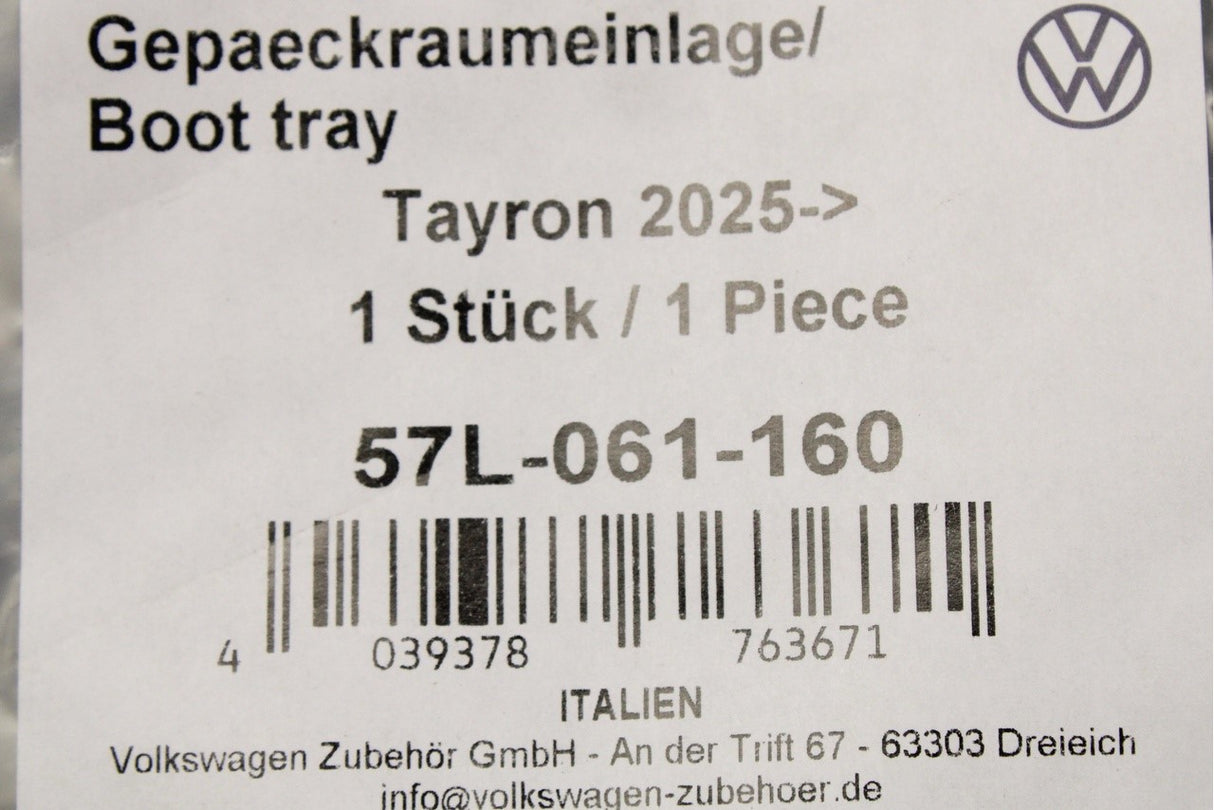 Gepaeckraumeinlage/
Boot tray
Tayron 2025->
1 Stück / 1 Piece
57L-061-160
4 039378 763671
ITALIEN
Volkswagen Zubehör GmbH - An der Trift 67 - 63303 Dreieich
info@volkswagen-zubehoer.de